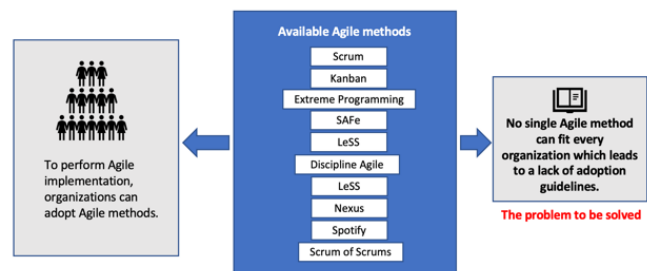 To perform Agile
implementation,
organizations can
adopt Agile methods.
Available Agile methods
Scrum
Kanban
Extreme Programming
SAFe
LeSS
Discipline Agile
LeSS
Nexus
Spotify
Scrum of Scrums
No single Agile method
can fit every
organization which leads
to a lack of adoption
guidelines.
The problem to be solved